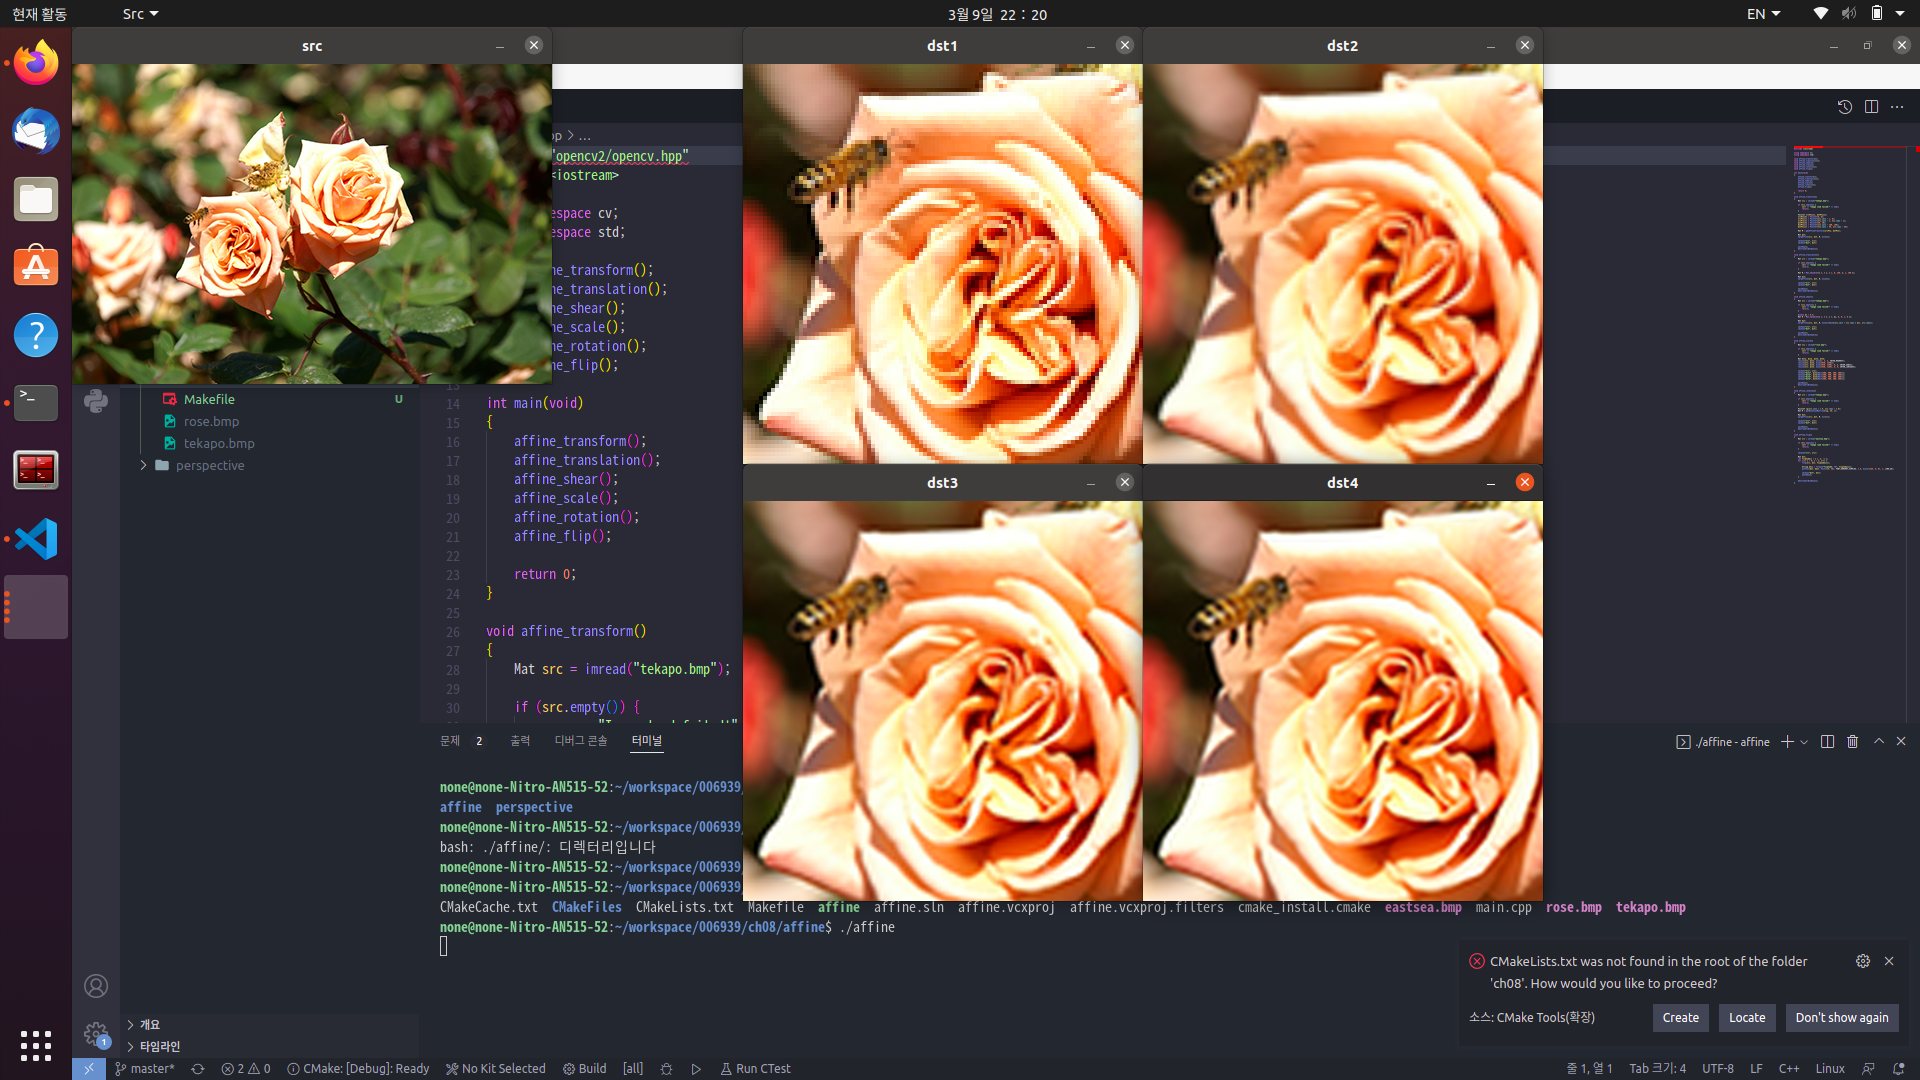 현재 활동
Src
3월 9일 22 : 20
EN
src
dst1
dst2
dst3
dst4
pp > ...
"opencv2/opencv.hpp"
<iostream>
espace cv;
espace std;
ne_transform();
ne_translation();
ne_shear();
ne_scale();
ne_rotation();
ne_flip();
Makefile U
rose.bmp
tekapo.bmp
perspective
14 int main(void)
15 {
16 affine_transform();
17 affine_translation();
18 affine_shear();
19 affine_scale();
20 affine_rotation();
21 affine_flip();
22
23 return 0;
24 }
25
26 void affine_transform()
27 {
28 Mat src = imread("tekapo.bmp");
29
30 if (src.empty()) {
문제 2 출력 디버그 콘솔 터미널
./affine - affine
none@none-Nitro-AN515-52:~/workspace/006939/
affine perspective
none@none-Nitro-AN515-52:~/workspace/006939/
bash: ./affine/: 디렉터리입니다
none@none-Nitro-AN515-52:~/workspace/006939/
none@none-Nitro-AN515-52:~/workspace/006939/
CMakeCache.txt CMakeFiles CMakeLists.txt Makefile affine affine.sln affine.vcxproj affine.vcxproj.filters cmake_install.cmake eastsea.bmp main.cpp rose.bmp tekapo.bmp
none@none-Nitro-AN515-52:~/workspace/006939/ch08/affine$ ./affine
CMakeLists.txt was not found in the root of the folder
'ch08'. How would you like to proceed?
소스: CMake Tools(확장)
Create
Locate
Don't show again
개요
타임라인
1
master*
2 0
CMake: [Debug]: Ready
No Kit Selected
Build
[all]
Run CTest
줄 1, 열 1
Tab 크기: 4
UTF-8
LF
C++
Linux